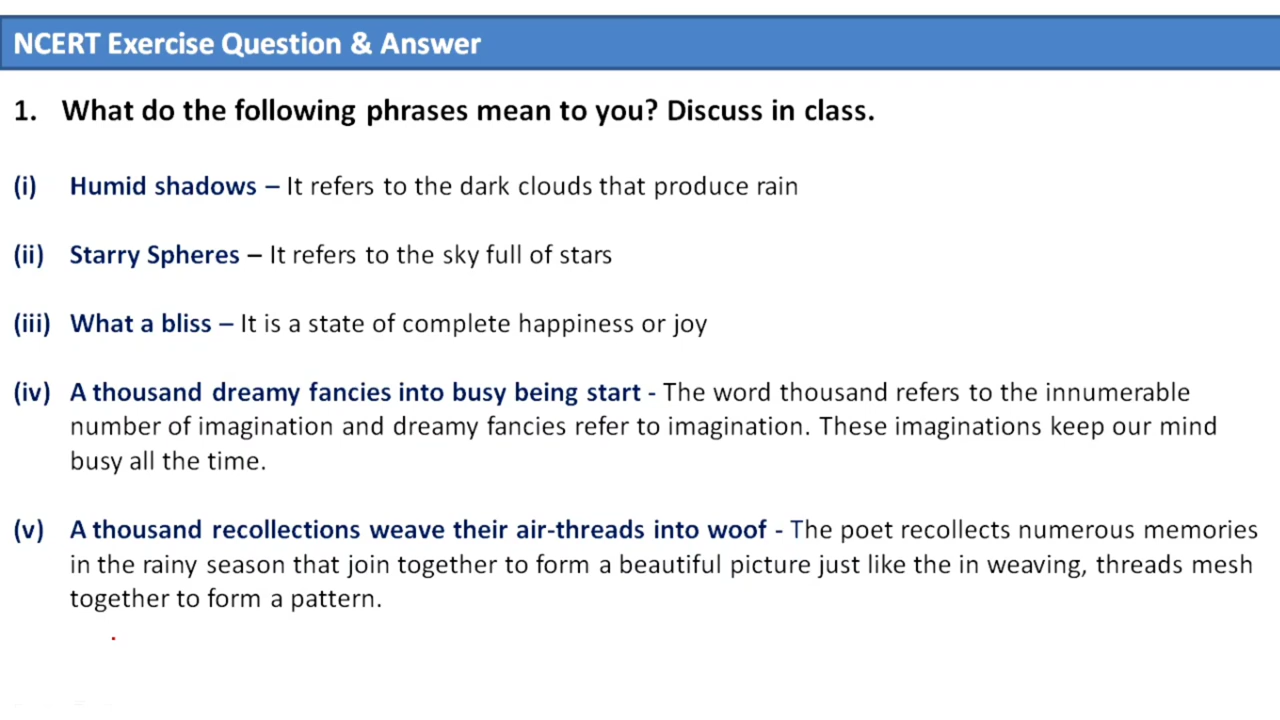 NCERT Exercise Question & Answer
1. What do the following phrases mean to you? Discuss in class.
(i) Humid shadows – It refers to the dark clouds that produce rain
(ii) Starry Spheres – It refers to the sky full of stars
(iii) What a bliss – It is a state of complete happiness or joy
(iv) A thousand dreamy fancies into busy being start - The word thousand refers to the innumerable
number of imagination and dreamy fancies refer to imagination. These imaginations keep our mind
busy all the time.
(v) A thousand recollections weave their air-threads into woof - The poet recollects numerous memories
in the rainy season that join together to form a beautiful picture just like the in weaving, threads mesh
together to form a pattern.